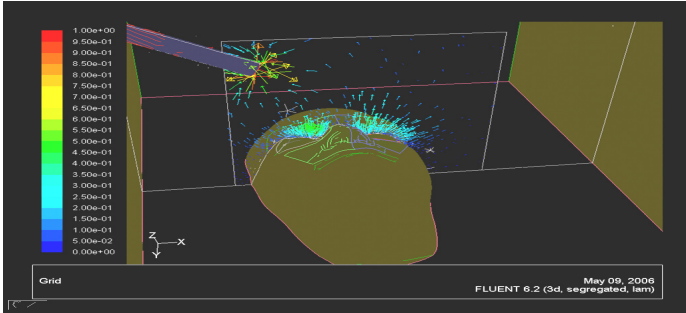 1.00e+00
9.50e-01
9.00e-01
8.50e-01
8.00e-01
7.50e-01
7.00e-01
6.50e-01
6.00e-01
5.50e-01
5.00e-01
4.50e-01
4.00e-01
3.50e-01
3.00e-01
2.50e-01
2.00e-01
1.50e-01
1.00e-01
5.00e-02
0.00e+00
Z
X
Y
Grid
May 09, 2006
FLUENT 6.2 (3d, segregated, lam)